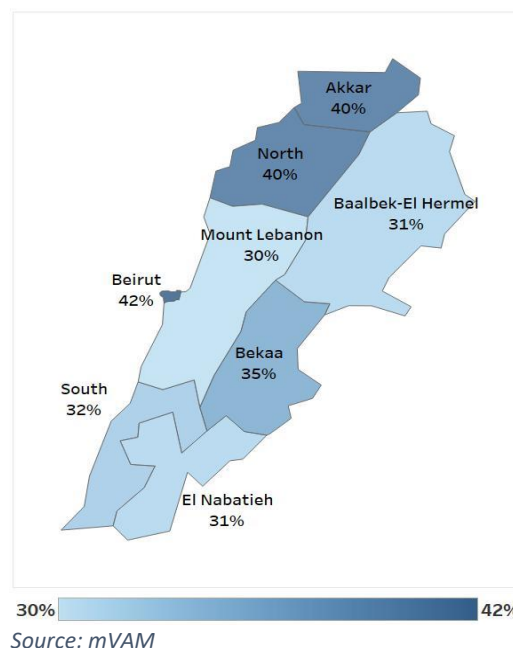 Akkar
40%
North
40%
Baalbek-El Hermel
31%
Mount Lebanon
30%
Beirut
42%
Bekaa
35%
South
32%
El Nabatieh
31%
30%
42%
Source: mVAM